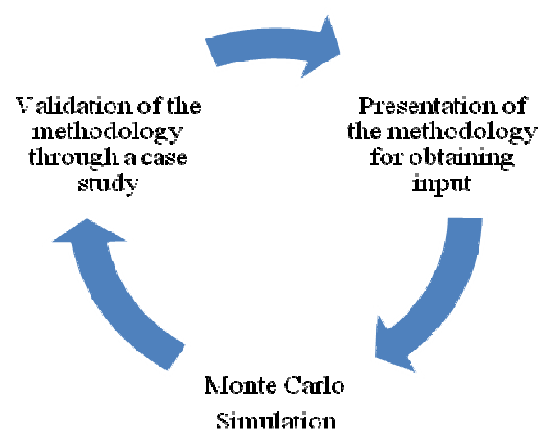 Validation of the
methodology
through a case
study
Presentation of
the methodology
for obtaining
input
Monte Carlo
Simulation